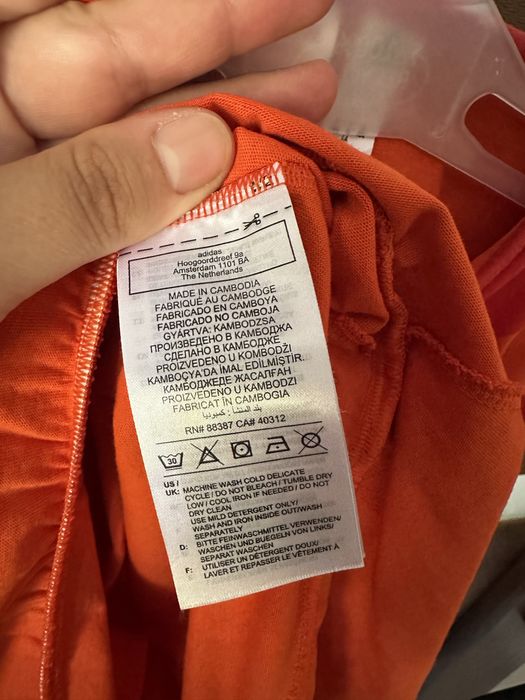 adidas
Hoogoorddreef 9a
Amsterdam 1101 BA
The Netherlands
MADE IN CAMBODIA
FABRIQUÉ AU CAMBODGE
FABRICADO EN CAMBOYA
FABRICADO NO CAMBOJA
GYÁRTVA: KAMBODZSA
ПРОИЗВЕДЕНО В КАМБОДЖА
СДЕЛАНО В КАМБОДЖЕ
PROIZVEDENO U KAMBODŽI
KAMBOÇYA'DA İMAL EDİLMİŞTİR.
КАМБОДЖЕДЕ ЖАСАЛҒАН
PROIZVEDENO U KAMBODZI
FABRICAT ÎN CAMBOGIA
بلد المنشأ: كمبوديا
RN# 88387 CA# 40312
30
US /
UK: MACHINE WASH COLD DELICATE
CYCLE / DO NOT BLEACH / TUMBLE DRY
LOW / COOL IRON IF NEEDED / DO NOT
DRY CLEAN
USE MILD DETERGENT ONLY/
WASH AND IRON INSIDE OUT/WASH
SEPARATELY
D: BITTE FEINWASCHMITTEL VERWENDEN/
WASCHEN UND BUEGELN VON LINKS/
SEPARAT WASCHEN
F: UTILISER UN DÉTERGENT DOUX/
LAVER ET REPASSER LE VÊTEMENT À